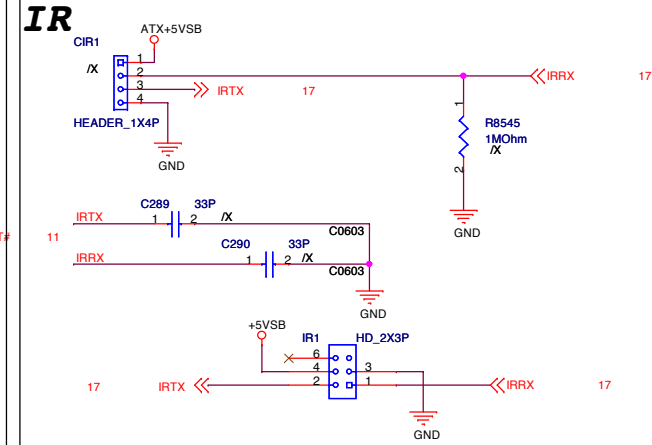 IR
ATX+5VSB
CIR1
/X
1
2
3
4
IRTX
17
IRRX
17
HEADER_1X4P
GND
1
R8545
1MOhm
/X
2
GND
C289
33P
IRTX
1
2
/X
C0603
T#
11
C290
33P
IRRX
1
2
/X
C0603
GND
+5VSB
IR1
HD_2X3P
6
4
3
2
1
17
IRTX
IRRX
17
GND